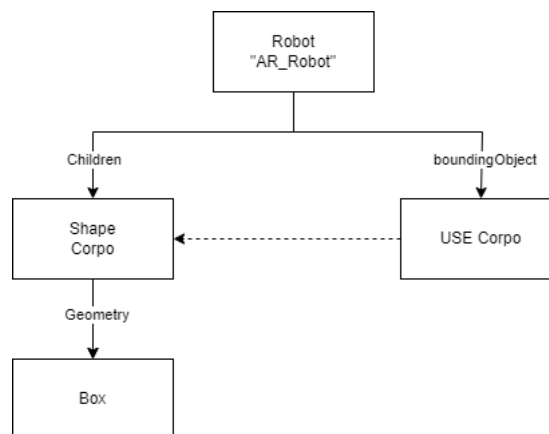 Robot
"AR_Robot"
Children
boundingObject
Shape
Corpo
USE Corpo
Geometry
Box